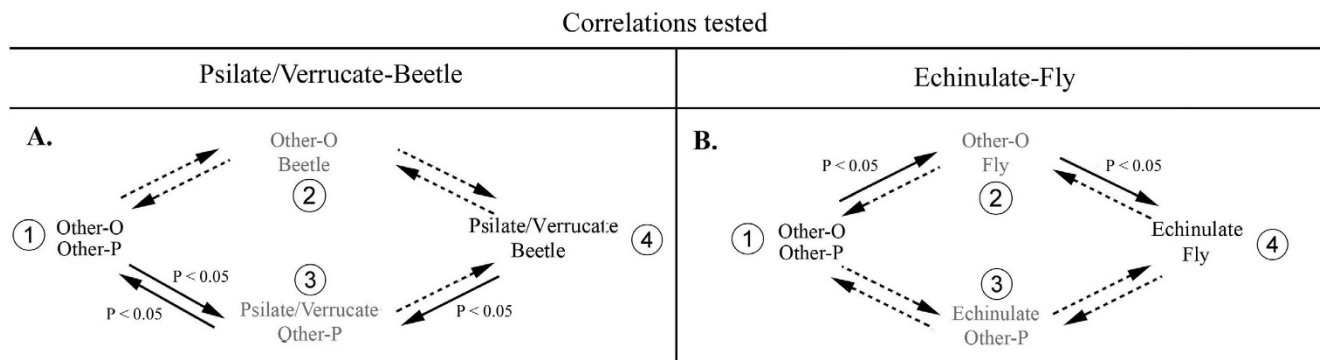 Correlations tested
Psilate/Verrucate-Beetle
Echinulate-Fly
A.
Other-O
Beetle
2
1
Other-O
Other-P
Psilate/Verrucate
Beetle
4
P < 0.05
P < 0.05
3
Psilate/Verrucate
Other-P
P < 0.05
B.
P < 0.05
Other-O
Fly
2
P < 0.05
1
Other-O
Other-P
Echinulate
Fly
4
3
Echinulate
Other-P